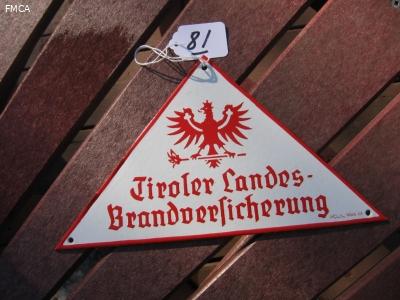 FMCA
81
Tiroler Landes-
Brandversicherung